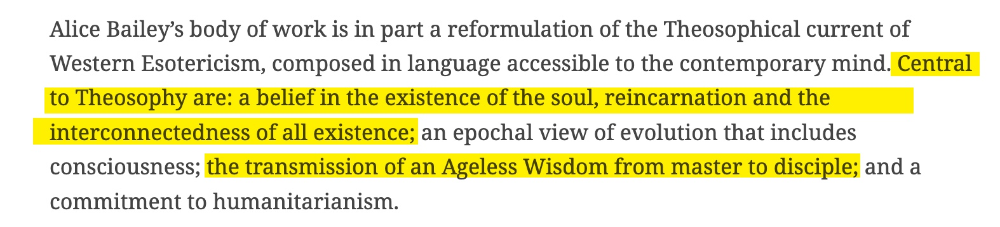 Alice Bailey’s body of work is in part a reformulation of the Theosophical current of
Western Esotericism, composed in language accessible to the contemporary mind. Central
to Theosophy are: a belief in the existence of the soul, reincarnation and the
interconnectedness of all existence; an epochal view of evolution that includes
consciousness; the transmission of an Ageless Wisdom from master to disciple; and a
commitment to humanitarianism.